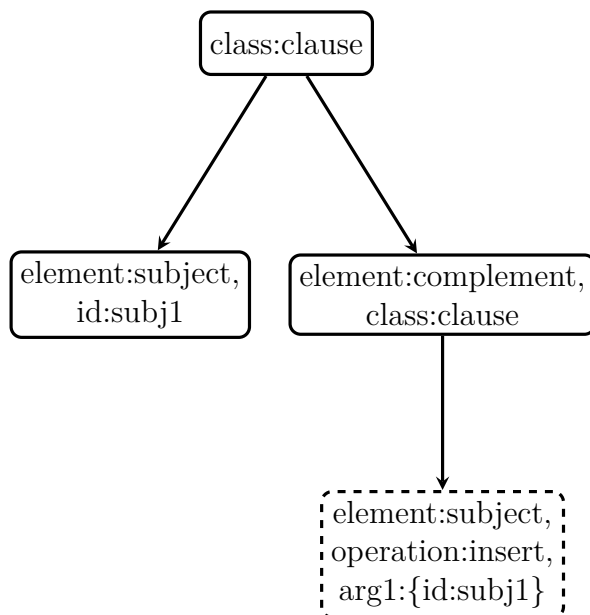 class:clause
element:subject,
id:subj1
element:complement,
class:clause
element:subject,
operation:insert,
arg1:{id:subj1}